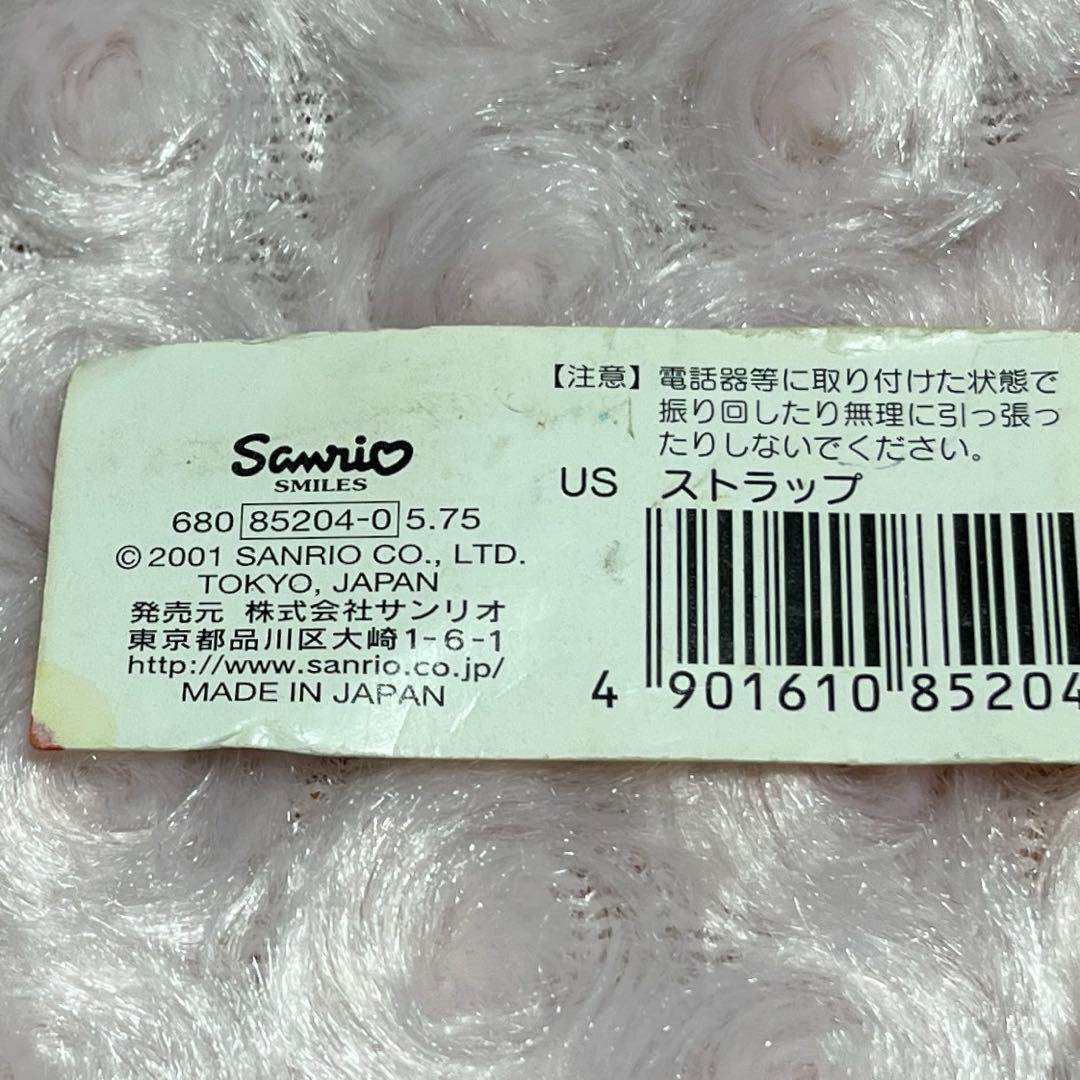 Sanrio
SMILES
680 85204-0 5.75
© 2001 SANRIO CO., LTD.
TOKYO, JAPAN
発売元 株式会社サンリオ
東京都品川区大崎1-6-1
http://www.sanrio.co.jp/
MADE IN JAPAN
【注意】電話器等に取り付けた状態で
振り回したり無理に引っ張っ
たりしないでください。
US ストラップ
4 901610 85204